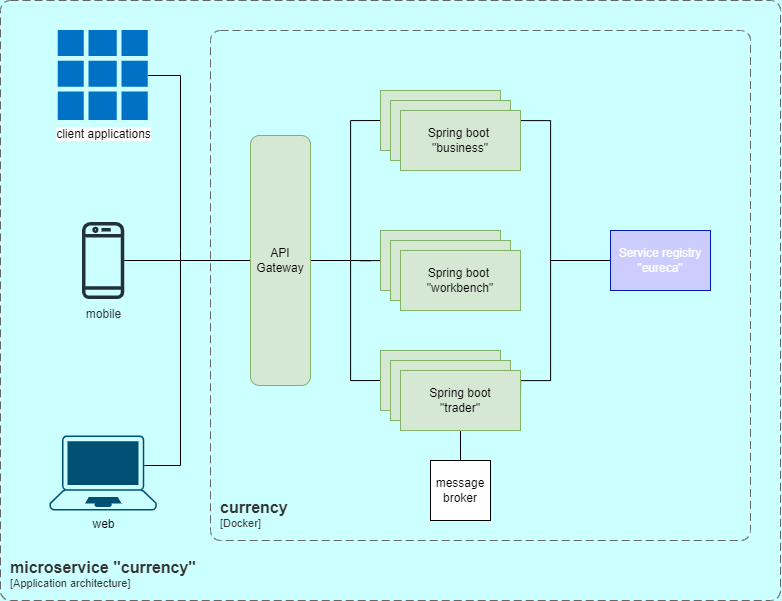 client applications
mobile
web
API
Gateway
Spring boot
"business"
Spring boot
"workbench"
Spring boot
"trader"
message
broker
Service registry
"eureca"
currency
[Docker]
microservice "currency"
[Application architecture]